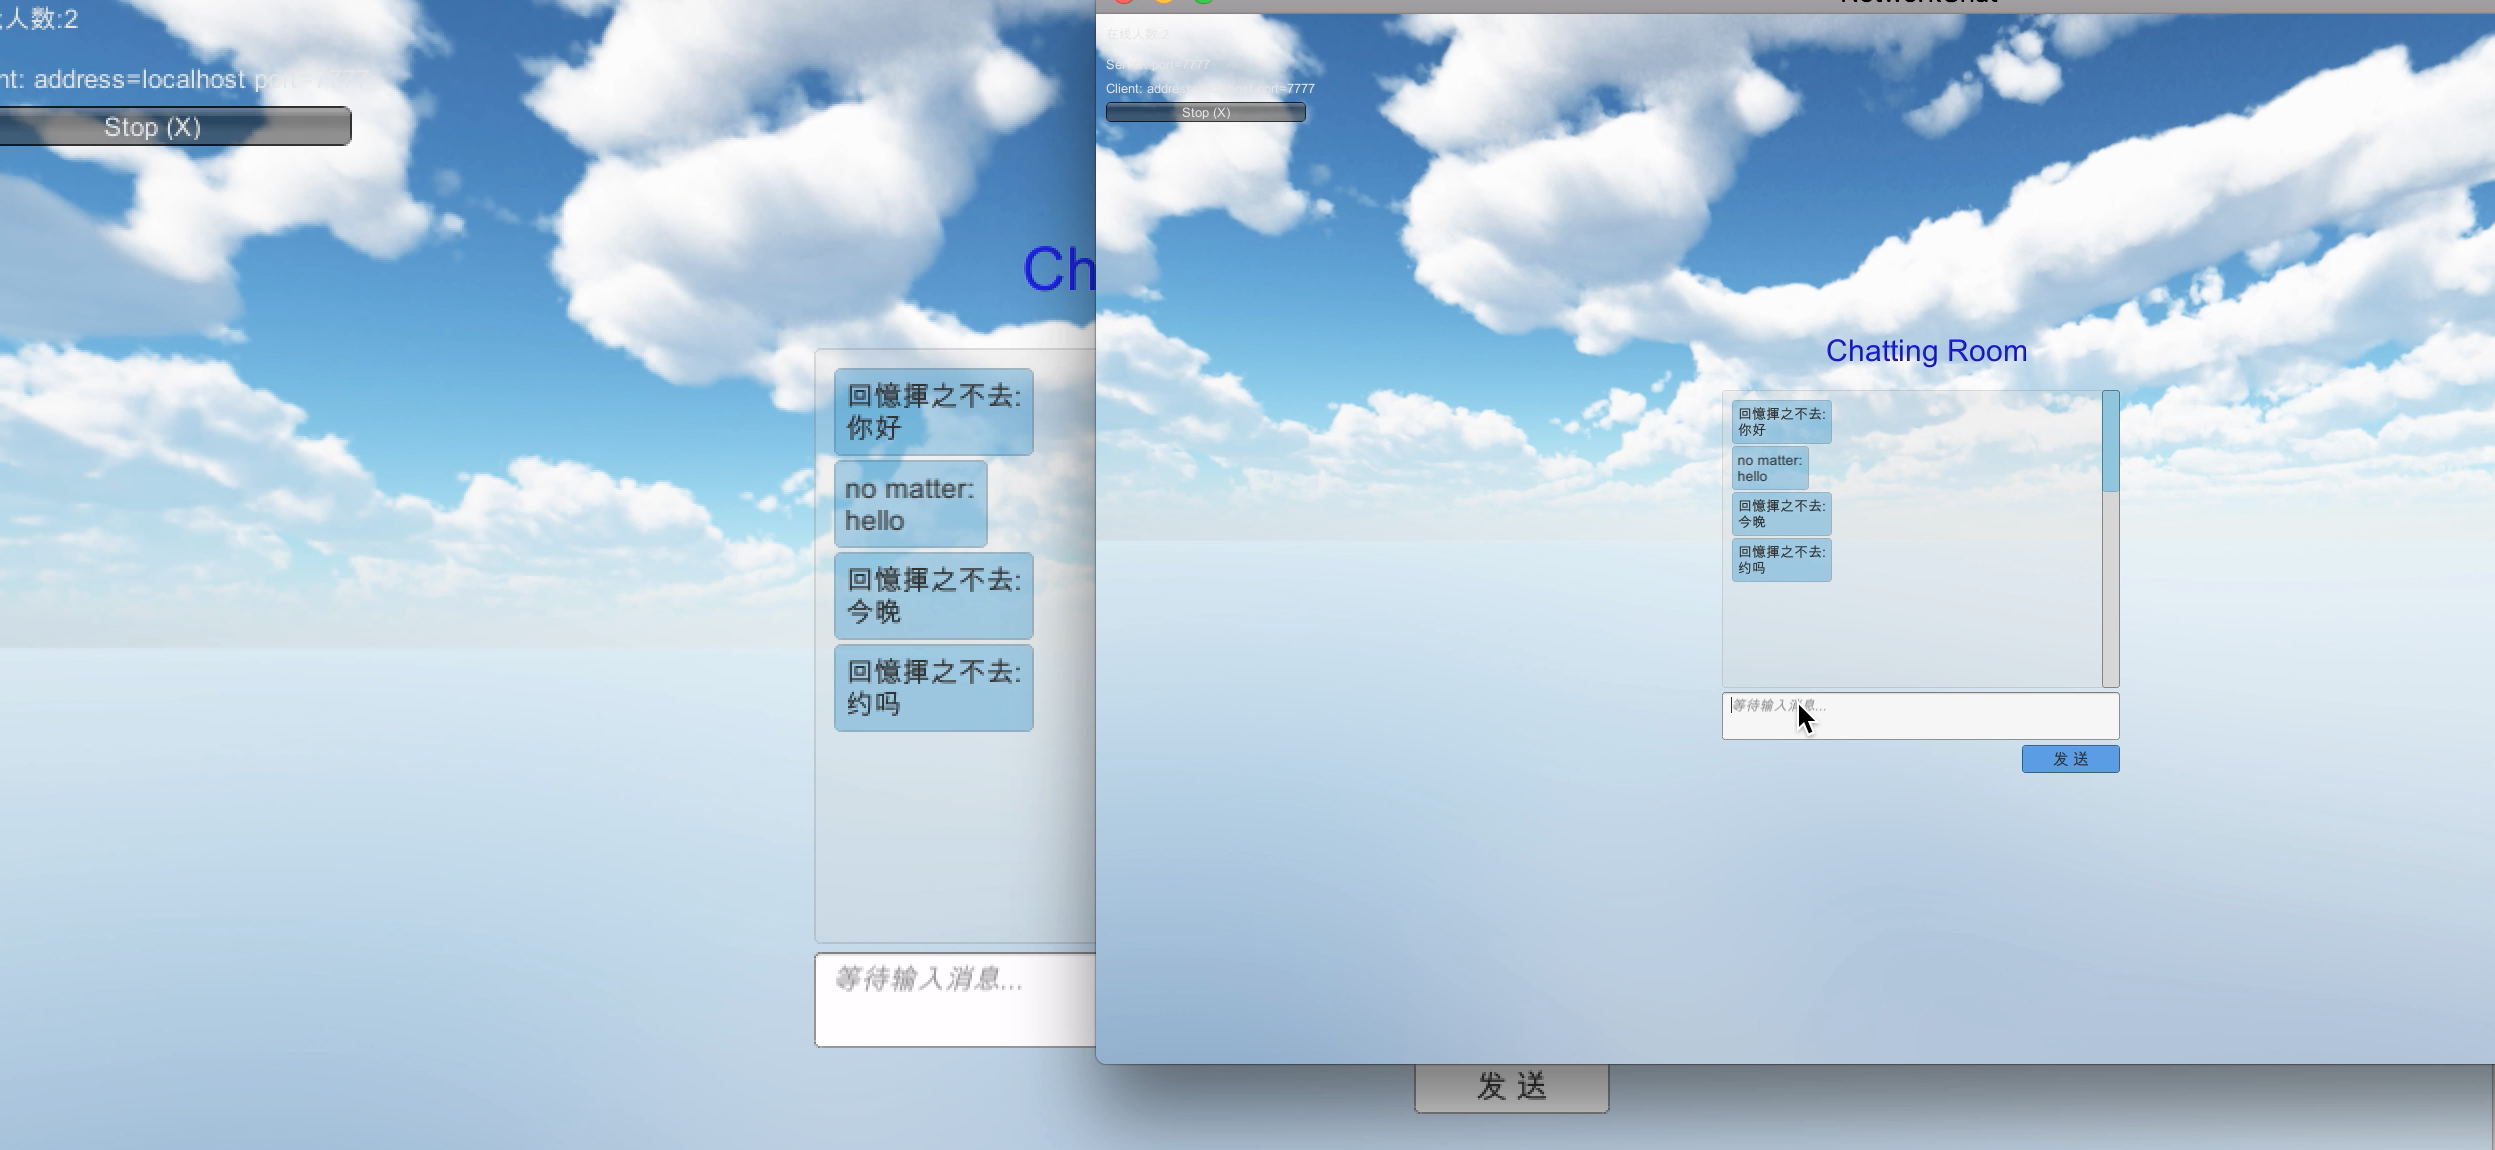 人数:2
nt: address=localhost port=7777
Stop (X)
Ch
回憶揮之不去:
你好
no matter:
hello
回憶揮之不去:
今晚
回憶揮之不去:
约吗
等待输入消息...
发 送
NetworkChat
在线人数:2
Server: port=7777
Client: address=localhost port=7777
Stop (X)
Chatting Room
回憶揮之不去:
你好
no matter:
hello
回憶揮之不去:
今晚
回憶揮之不去:
约吗
等待输入消息...
发 送